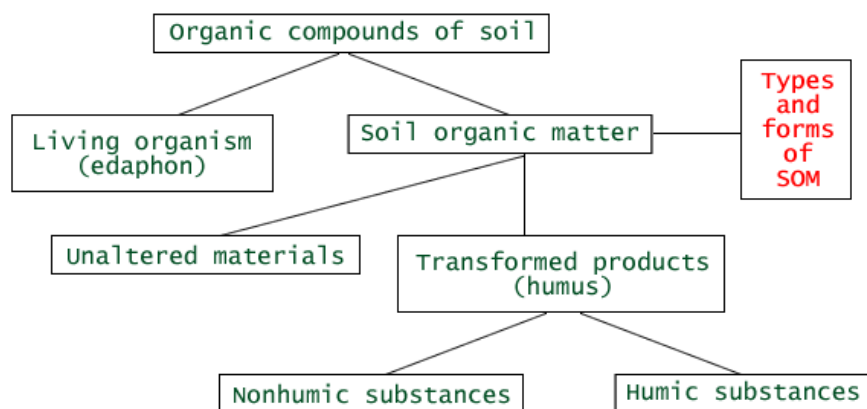 Organic compounds of soil
Types
and
forms
of
SOM
Living organism
(edaphon)
Soil organic matter
Unaltered materials
Transformed products
(humus)
Nonhumic substances
Humic substances